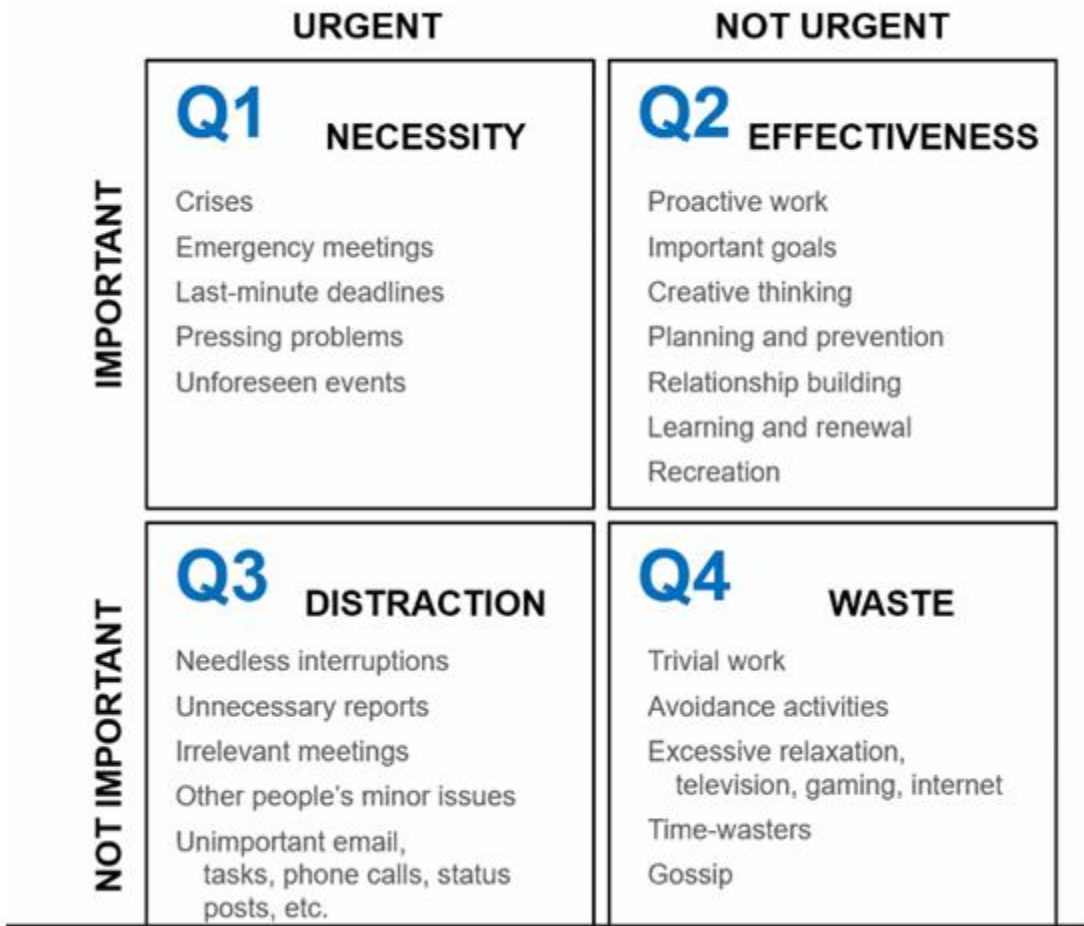 URGENT
NOT URGENT
IMPORTANT
Q1
NECESSITY
Crises
Emergency meetings
Last-minute deadlines
Pressing problems
Unforeseen events
Q2
EFFECTIVENESS
Proactive work
Important goals
Creative thinking
Planning and prevention
Relationship building
Learning and renewal
Recreation
NOT IMPORTANT
Q3
DISTRACTION
Needless interruptions
Unnecessary reports
Irrelevant meetings
Other people's minor issues
Unimportant email,
tasks, phone calls, status
posts, etc.
Q4
WASTE
Trivial work
Avoidance activities
Excessive relaxation,
television, gaming, internet
Time-wasters
Gossip